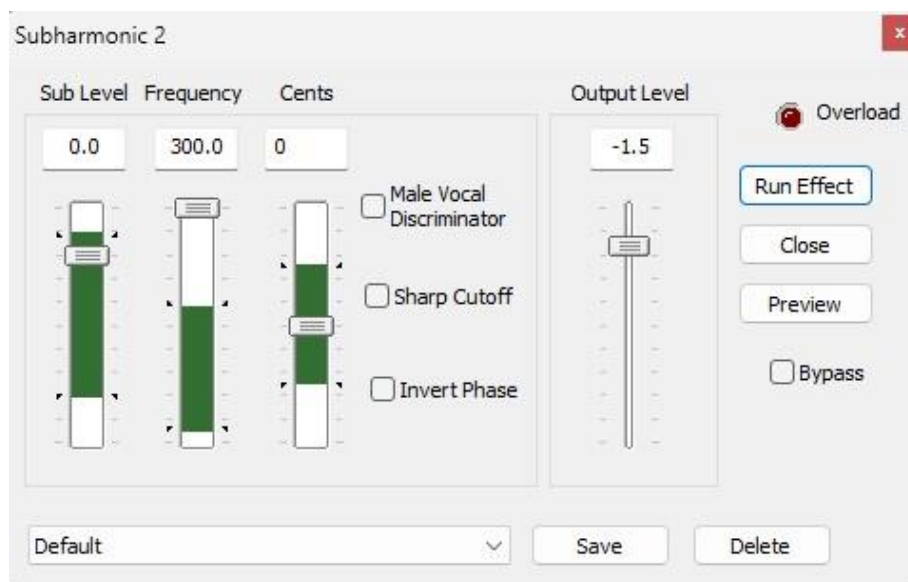 Subharmonic 2
x
Sub Level Frequency Cents
Output Level
Overload
0.0 300.0 0
-1.5
Male Vocal
Discriminator
Sharp Cutoff
Invert Phase
Run Effect
Close
Preview
Bypass
Default
Save
Delete